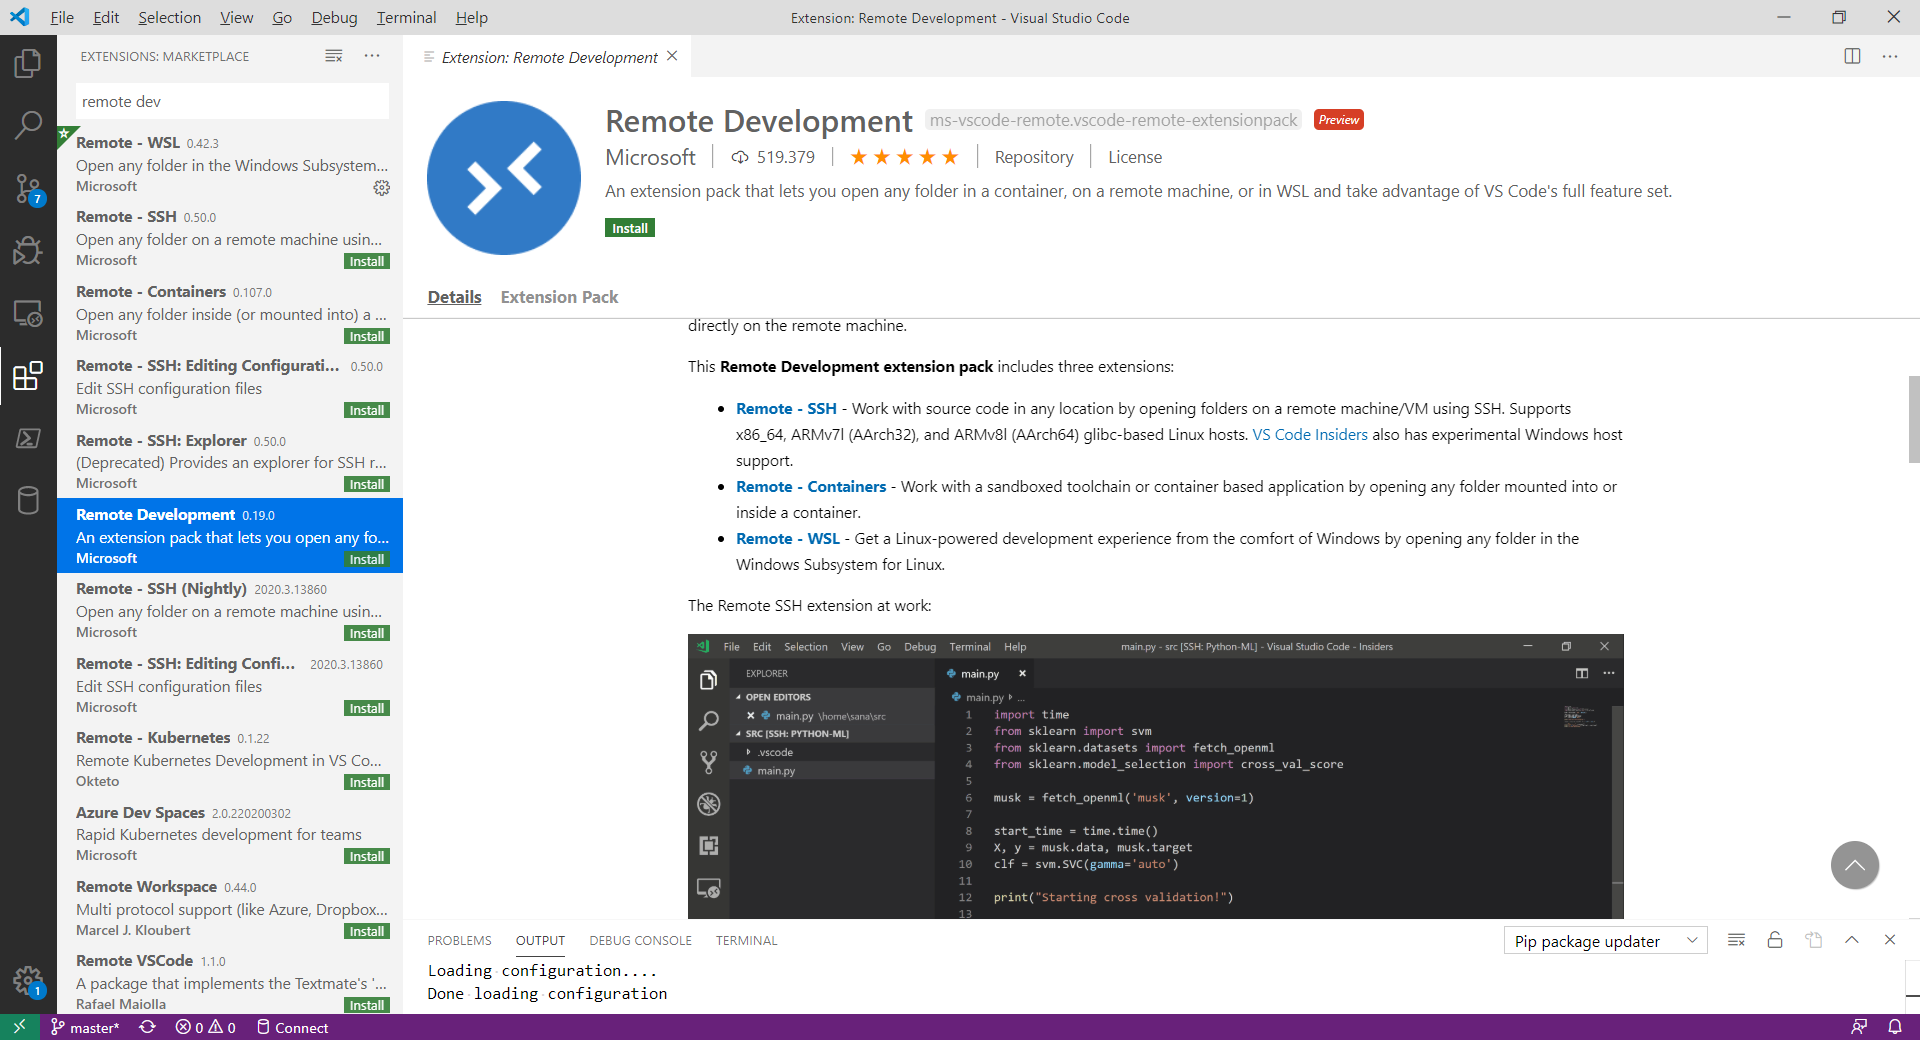 File Edit Selection View Go Debug Terminal Help
Extension: Remote Development - Visual Studio Code
EXTENSIONS: MARKETPLACE
remote dev
Remote - WSL 0.42.3
Open any folder in the Windows Subsystem...
Microsoft
Remote - SSH 0.50.0
Open any folder on a remote machine usin...
Microsoft Install
Remote - Containers 0.107.0
Open any folder inside (or mounted into) a ...
Microsoft Install
Remote - SSH: Editing Configurati... 0.50.0
Edit SSH configuration files
Microsoft Install
Remote - SSH: Explorer 0.50.0
(Deprecated) Provides an explorer for SSH r...
Microsoft Install
Remote Development 0.19.0
An extension pack that lets you open any fo...
Microsoft Install
Remote - SSH (Nightly) 2020.3.13860
Open any folder on a remote machine usin...
Microsoft Install
Remote - SSH: Editing Confi... 2020.3.13860
Edit SSH configuration files
Microsoft Install
Remote - Kubernetes 0.1.22
Remote Kubernetes Development in VS Co...
Okteto Install
Azure Dev Spaces 2.0.220200302
Rapid Kubernetes development for teams
Microsoft Install
Remote Workspace 0.44.0
Multi protocol support (like Azure, Dropbox...
Marcel J. Kloubert Install
Remote VSCode 1.1.0
A package that implements the Textmate's '...
Rafael Maiolla Install
7
1
Extension: Remote Development
Remote Development ms-vscode-remote.vscode-remote-extensionpack Preview
Microsoft 519.379 Repository License
An extension pack that lets you open any folder in a container, on a remote machine, or in WSL and take advantage of VS Code's full feature set.
Install
Details Extension Pack
directly on the remote machine.
This Remote Development extension pack includes three extensions:
• Remote - SSH - Work with source code in any location by opening folders on a remote machine/VM using SSH. Supports
x86_64, ARMv7l (AArch32), and ARMv8l (AArch64) glibc-based Linux hosts. VS Code Insiders also has experimental Windows host
support.
• Remote - Containers - Work with a sandboxed toolchain or container based application by opening any folder mounted into or
inside a container.
• Remote - WSL - Get a Linux-powered development experience from the comfort of Windows by opening any folder in the
Windows Subsystem for Linux.
The Remote SSH extension at work:
File Edit Selection View Go Debug Terminal Help main.py - src [SSH: Python-ML] - Visual Studio Code - Insiders
EXPLORER
OPEN EDITORS
main.py \home\sana\src
SRC [SSH: PYTHON-ML]
.vscode
main.py
main.py
main.py ...
1 import time
2 from sklearn import svm
3 from sklearn.datasets import fetch_openml
4 from sklearn.model_selection import cross_val_score
5
6 musk = fetch_openml('musk', version=1)
7
8 start_time = time.time()
9 X, y = musk.data, musk.target
10 clf = svm.SVC(gamma='auto')
11
12 print("Starting cross validation!")
13
PROBLEMS OUTPUT DEBUG CONSOLE TERMINAL
Pip package updater
Loading configuration....
Done loading configuration
master* 0 0 Connect